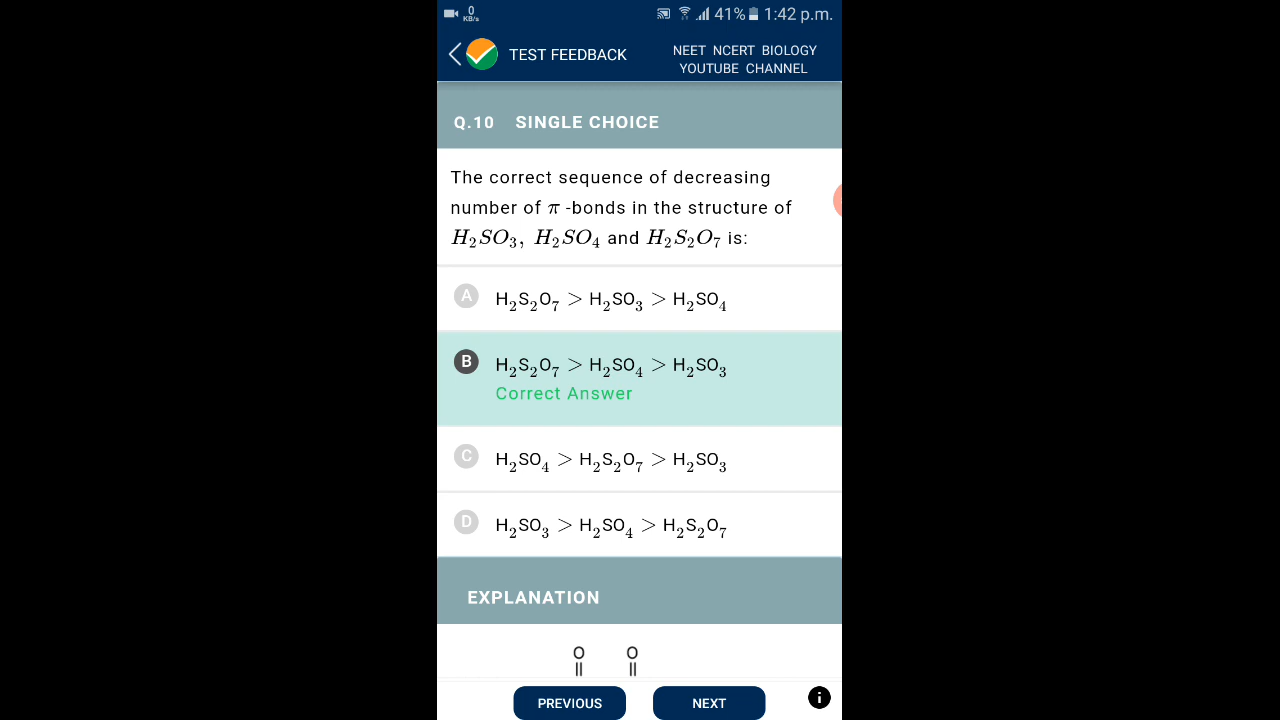 0
KB/s
41% 1:42 p.m.
TEST FEEDBACK
NEET NCERT BIOLOGY
YOUTUBE CHANNEL
Q.10 SINGLE CHOICE
The correct sequence of decreasing
number of π -bonds in the structure of
H₂SO₃, H₂SO₄ and H₂S₂O₇ is:
A H₂S₂O₇ > H₂SO₃ > H₂SO₄
B H₂S₂O₇ > H₂SO₄ > H₂SO₃
Correct Answer
C H₂SO₄ > H₂S₂O₇ > H₂SO₃
D H₂SO₃ > H₂SO₄ > H₂S₂O₇
EXPLANATION
O O
PREVIOUS NEXT i